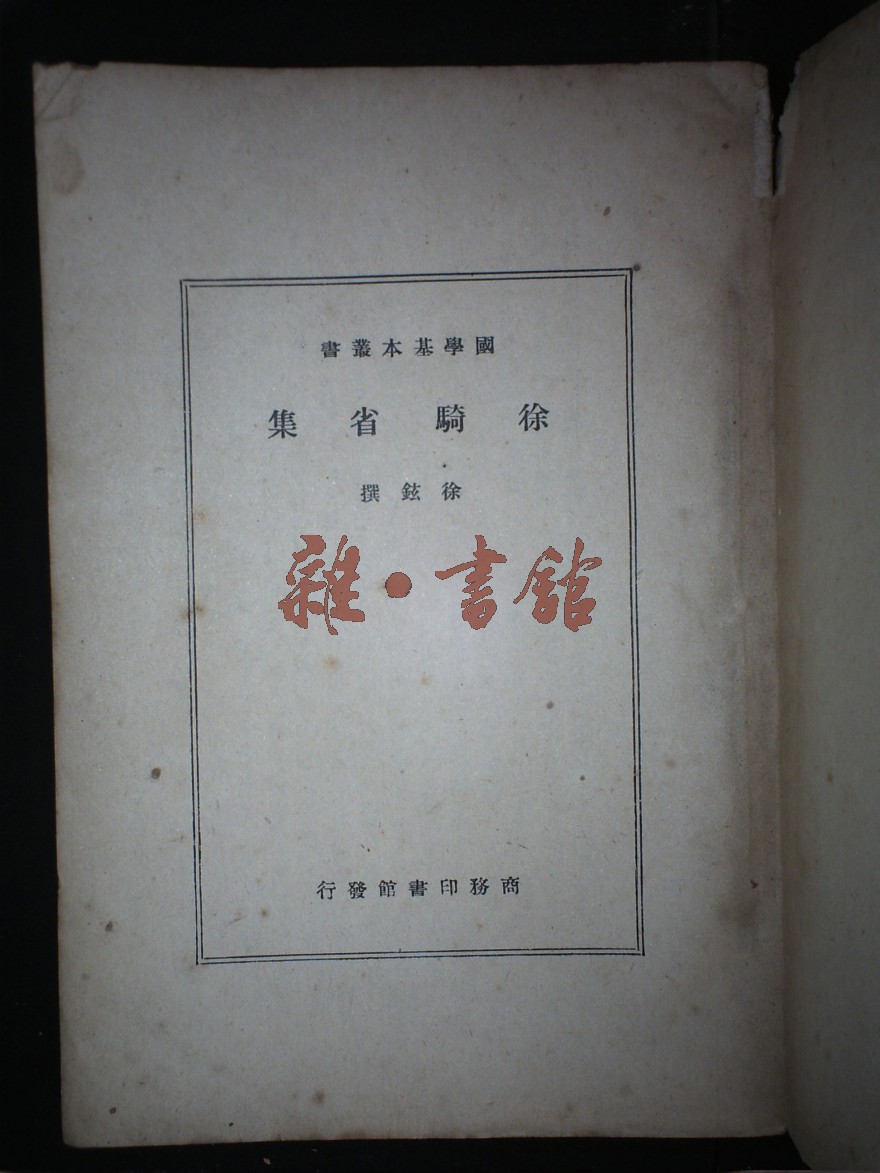 國學基本叢書
徐騎省集
徐鉉撰
雜·書館
商務印書館發行